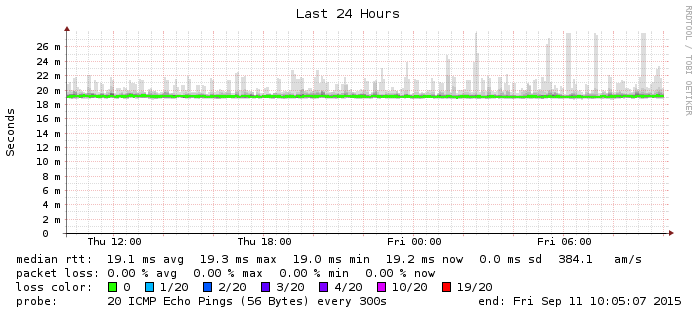 Last 24 Hours
RRDTOOL / TOBI OETIKER
Seconds
26 m
24 m
22 m
20 m
18 m
16 m
14 m
12 m
10 m
8 m
6 m
4 m
2 m
0
Thu 12:00 Thu 18:00 Fri 00:00 Fri 06:00
median rtt: 19.1 ms avg 19.3 ms max 19.0 ms min 19.2 ms now 0.0 ms sd 384.1 am/s
packet loss: 0.00 % avg 0.00 % max 0.00 % min 0.00 % now
loss color: 0 1/20 2/20 3/20 4/20 10/20 19/20
probe: 20 ICMP Echo Pings (56 Bytes) every 300s end: Fri Sep 11 10:05:07 2015